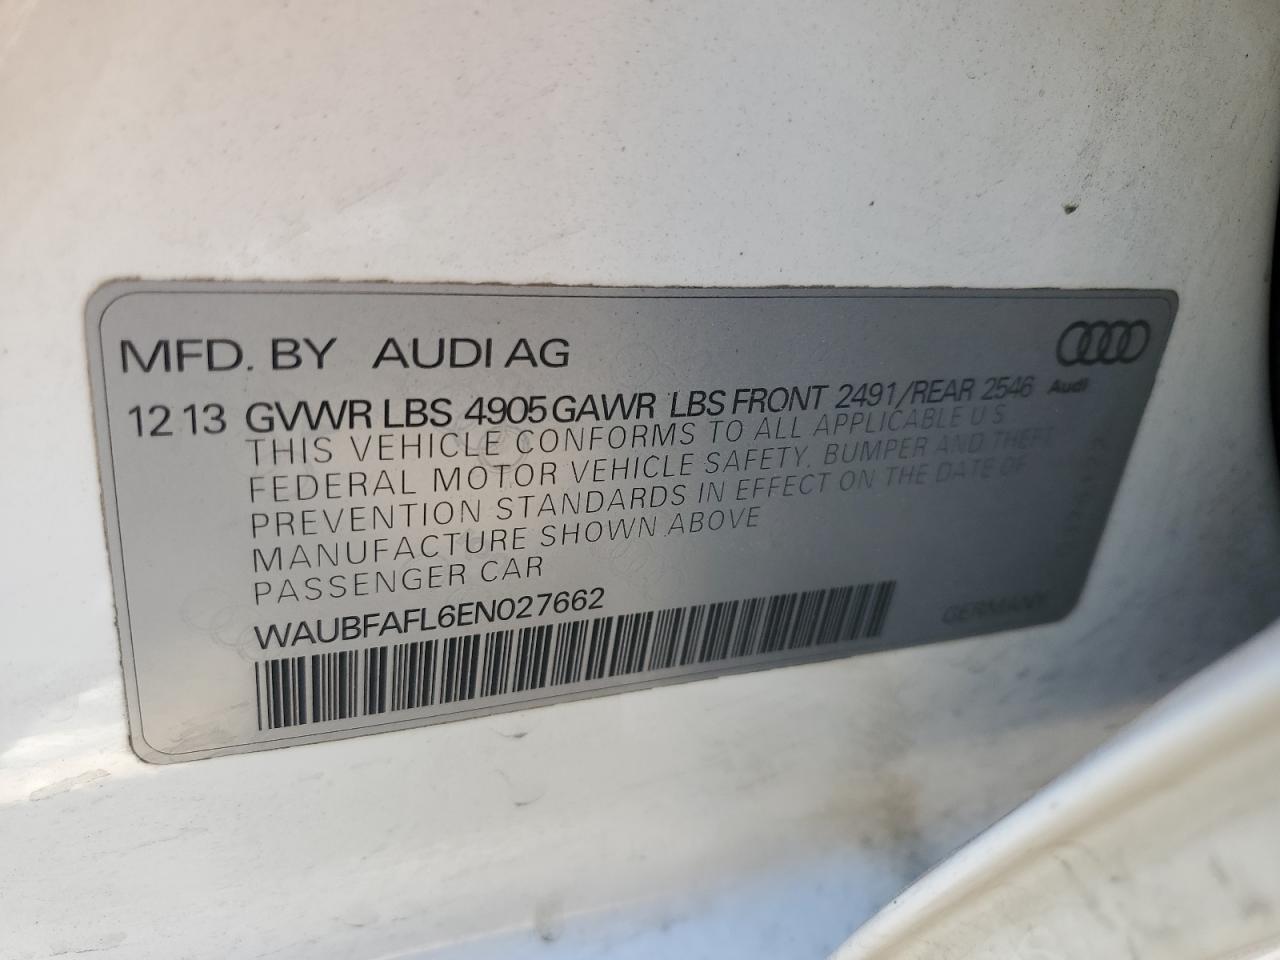 MFD. BY AUDI AG
12 13 GVWR LBS 4905 GAWR LBS FRONT 2491/REAR 2546 Audi
THIS VEHICLE CONFORMS TO ALL APPLICABLE U S
FEDERAL MOTOR VEHICLE SAFETY, BUMPER AND THEFT
PREVENTION STANDARDS IN EFFECT ON THE DATE OF
MANUFACTURE SHOWN ABOVE
PASSENGER CAR
WAUBFAFL6EN027662
GERMANY